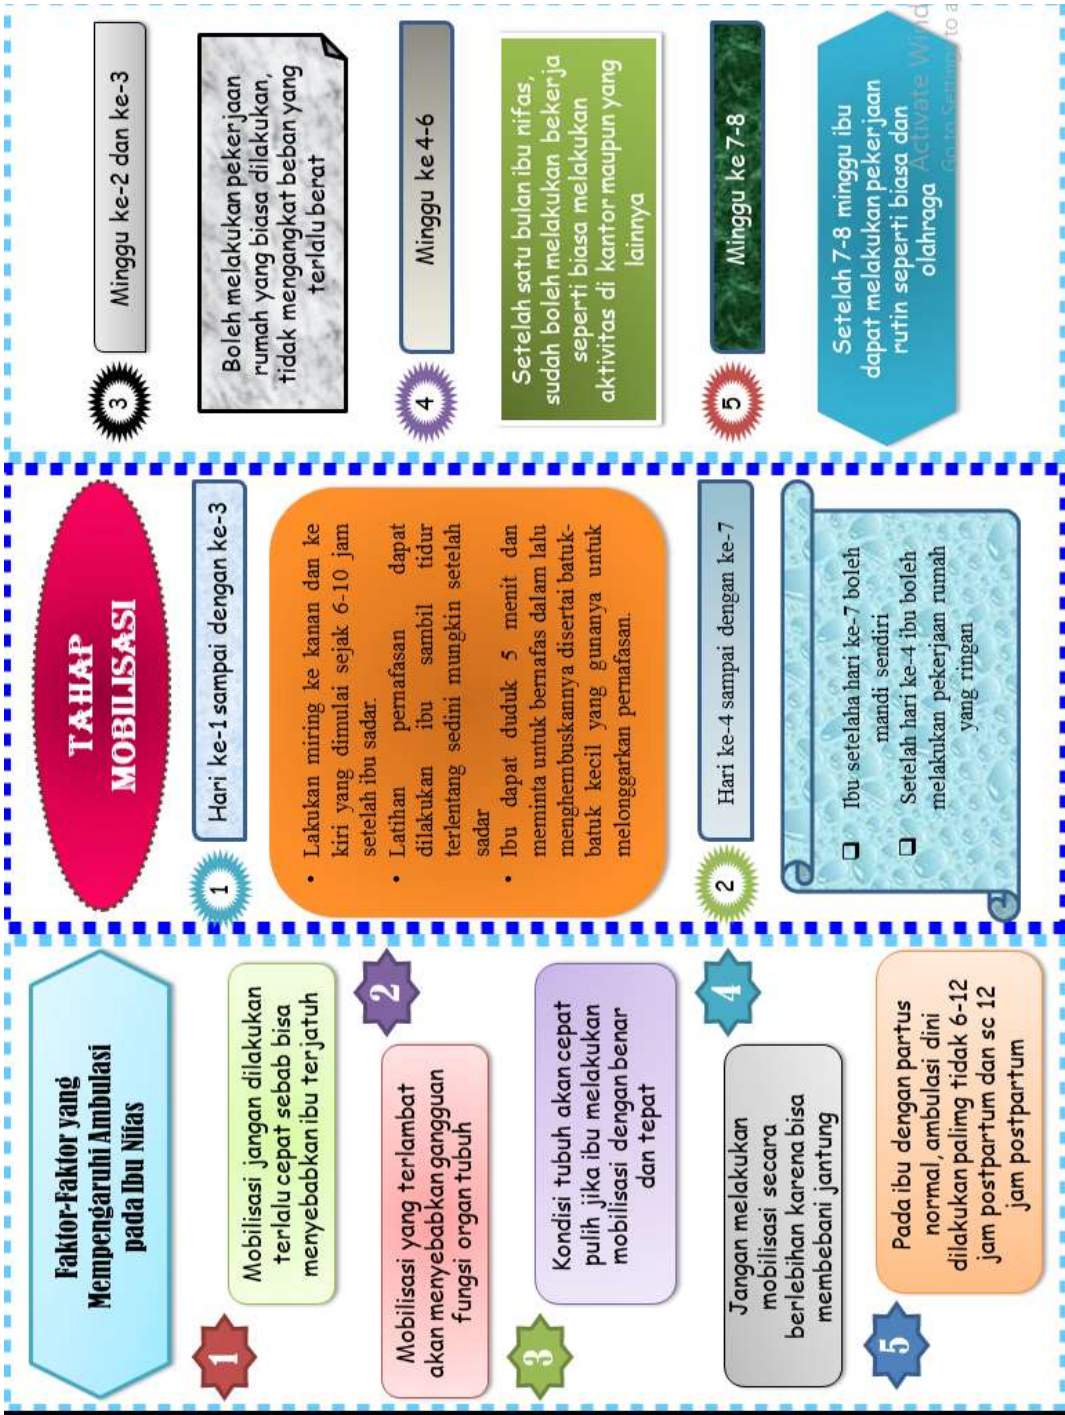 Faktor-Faktor yang
Mempengaruhi Ambulasi
pada Ibu Nifas
1
Mobilisasi jangan dilakukan
terlalu cepat sebab bisa
menyebabkan ibu terjatuh
2
Mobilisasi yang terlambat
akan menyebabkan gangguan
fungsi organ tubuh
3
Kondisi tubuh akan cepat
pulih jika ibu melakukan
mobilisasi dengan benar
dan tepat
4
Jangan melakukan
mobilisasi secara
berlebihan karena bisa
membebani jantung
5
Pada ibu dengan partus
normal, ambulasi dini
dilakukan palimg tidak 6-12
jam postpartum dan sc 12
jam postpartum
TAHAP
MOBILISASI
1
Hari ke-1 sampai dengan ke-3
• Lakukan miring ke kanan dan ke
kiri yang dimulai sejak 6-10 jam
setelah ibu sadar.
• Latihan pernafasan dapat
dilakukan ibu sambil tidur
terlentang sedini mungkin setelah
sadar
• Ibu dapat duduk 5 menit dan
meminta untuk bernafas dalam lalu
menghembuskannya disertai batuk-
batuk kecil yang gunanya untuk
melonggarkan pernafasan.
2
Hari ke-4 sampai dengan ke-7
❑ Ibu setelaha hari ke-7 boleh
mandi sendiri
❑ Setelah hari ke-4 ibu boleh
melakukan pekerjaan rumah
yang ringan
3
Minggu ke-2 dan ke-3
Boleh melakukan pekerjaan
rumah yang biasa dilakukan,
tidak mengangkat beban yang
terlalu berat
4
Minggu ke 4-6
Setelah satu bulan ibu nifas,
sudah boleh melakukan bekerja
seperti biasa melakukan
aktivitas di kantor maupun yang
lainnya
5
Minggu ke 7-8
Setelah 7-8 minggu ibu
dapat melakukan pekerjaan
rutin seperti biasa dan
olahraga
Activate Wind
Go to Settings to a